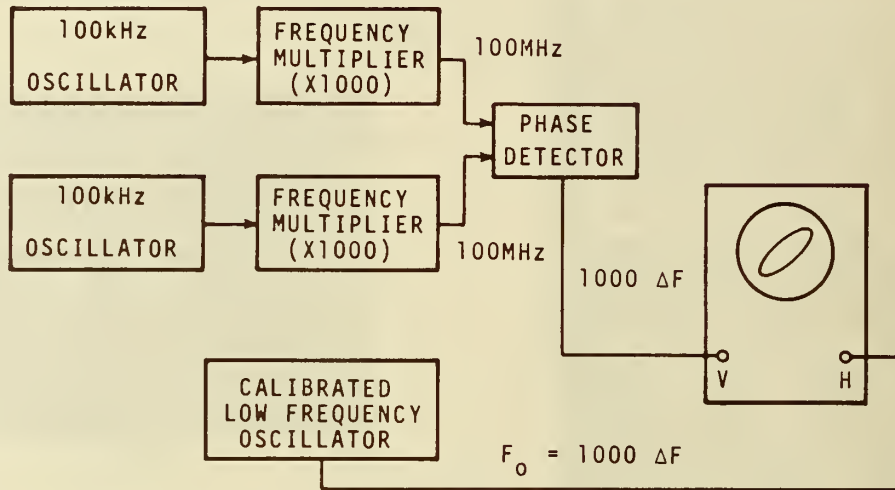 100kHz
OSCILLATOR
FREQUENCY
MULTIPLIER
(X1000)
100MHz
PHASE
DETECTOR
100kHz
OSCILLATOR
FREQUENCY
MULTIPLIER
(X1000)
100MHz
1000 ΔF
V
H
CALIBRATED
LOW FREQUENCY
OSCILLATOR
Fo = 1000 ΔF